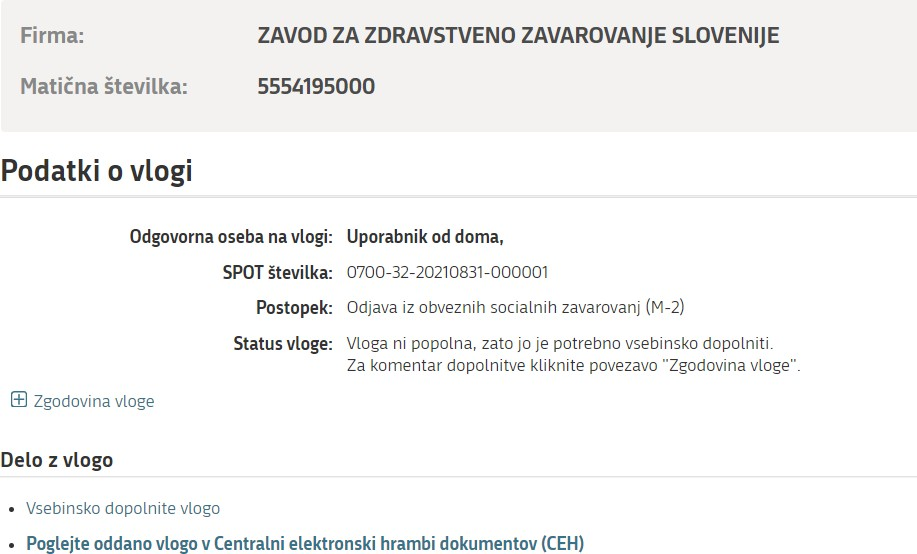 Firma: ZAVOD ZA ZDRAVSTVENO ZAVAROVANJE SLOVENIJE
Matična številka: 5554195000
Podatki o vlogi
Odgovorna oseba na vlogi: Uporabnik od doma,
SPOT številka: 0700-32-20210831-000001
Postopek: Odjava iz obveznih socialnih zavarovanj (M-2)
Status vloge: Vloga ni popolna, zato jo je potrebno vsebinsko dopolniti.
Za komentar dopolnitve kliknite povezavo "Zgodovina vloge".
Zgodovina vloge
Delo z vlogo
• Vsebinsko dopolnite vlogo
• Poglejte oddano vlogo v Centralni elektronski hrambi dokumentov (CEH)